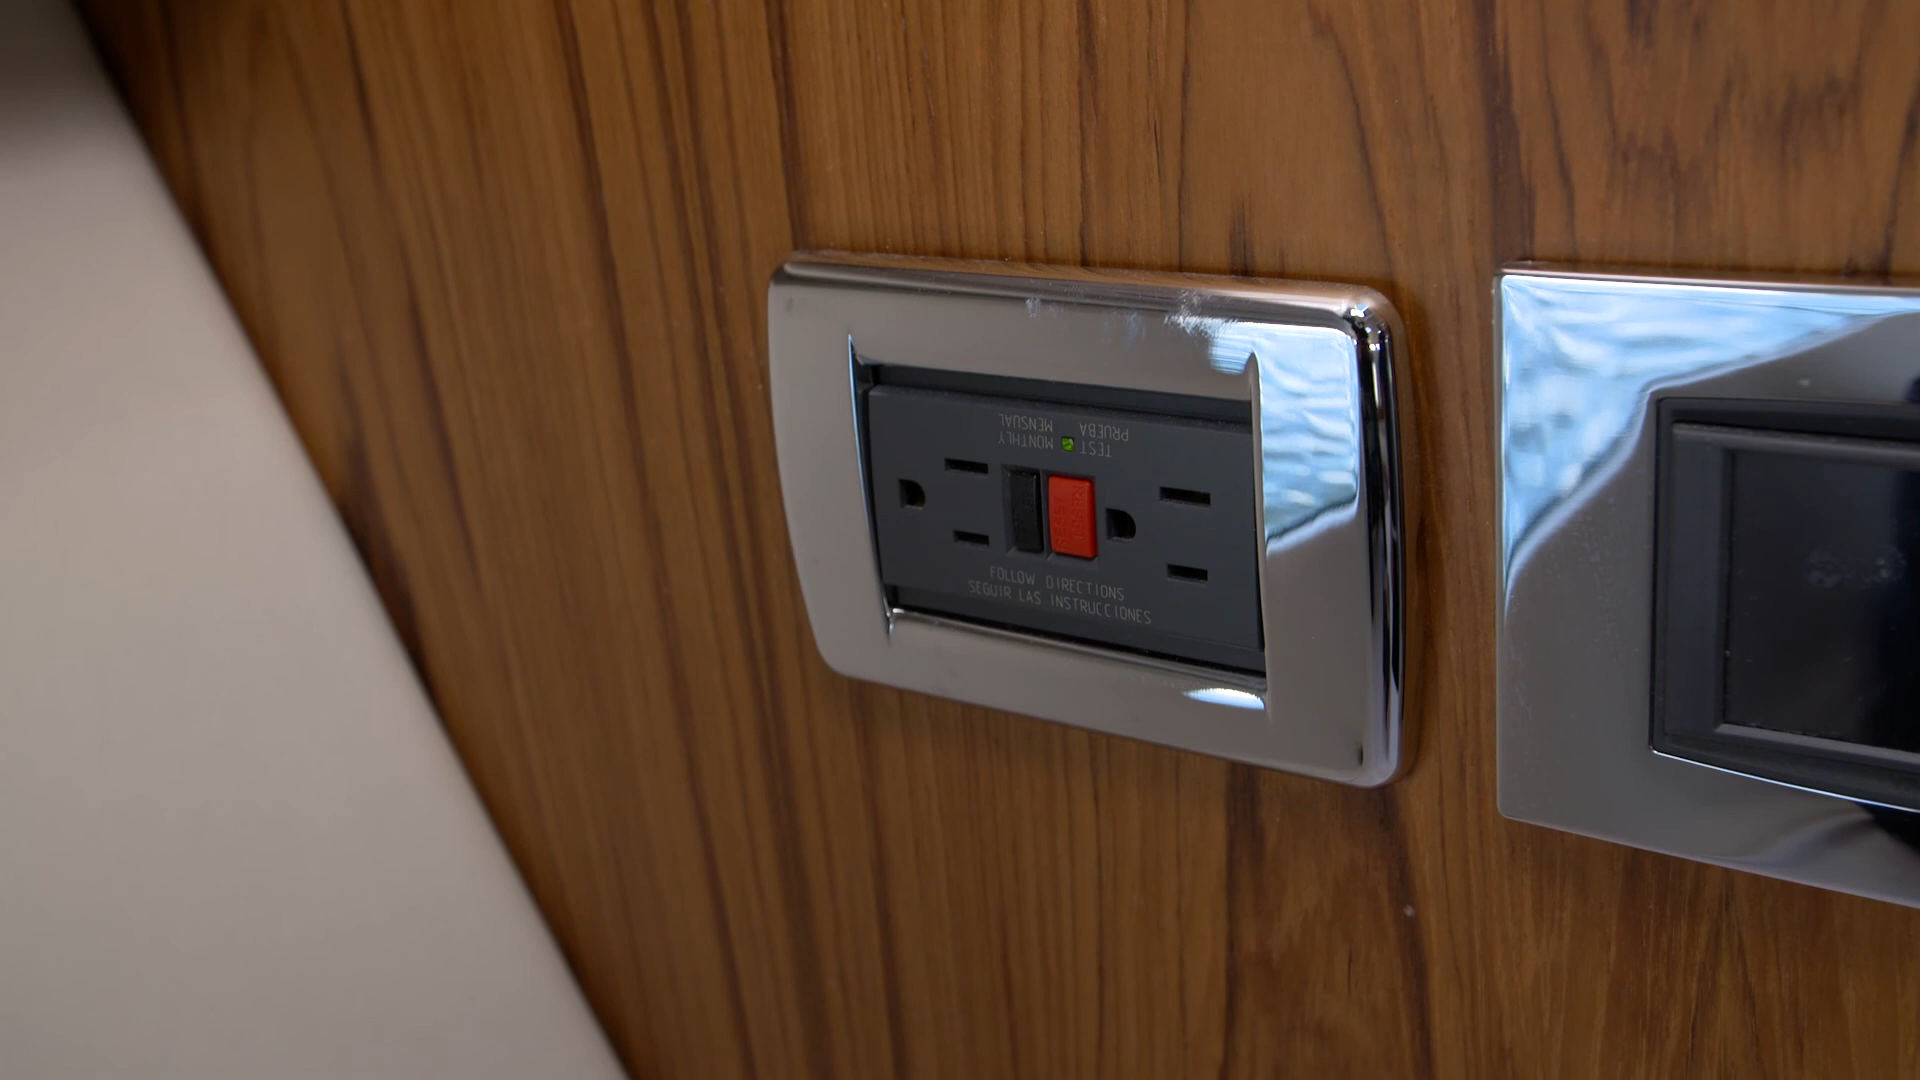 TEST MONTHLY
PRUEBA MENSUAL
FOLLOW DIRECTIONS
SEGUIR LAS INSTRUCCIONES